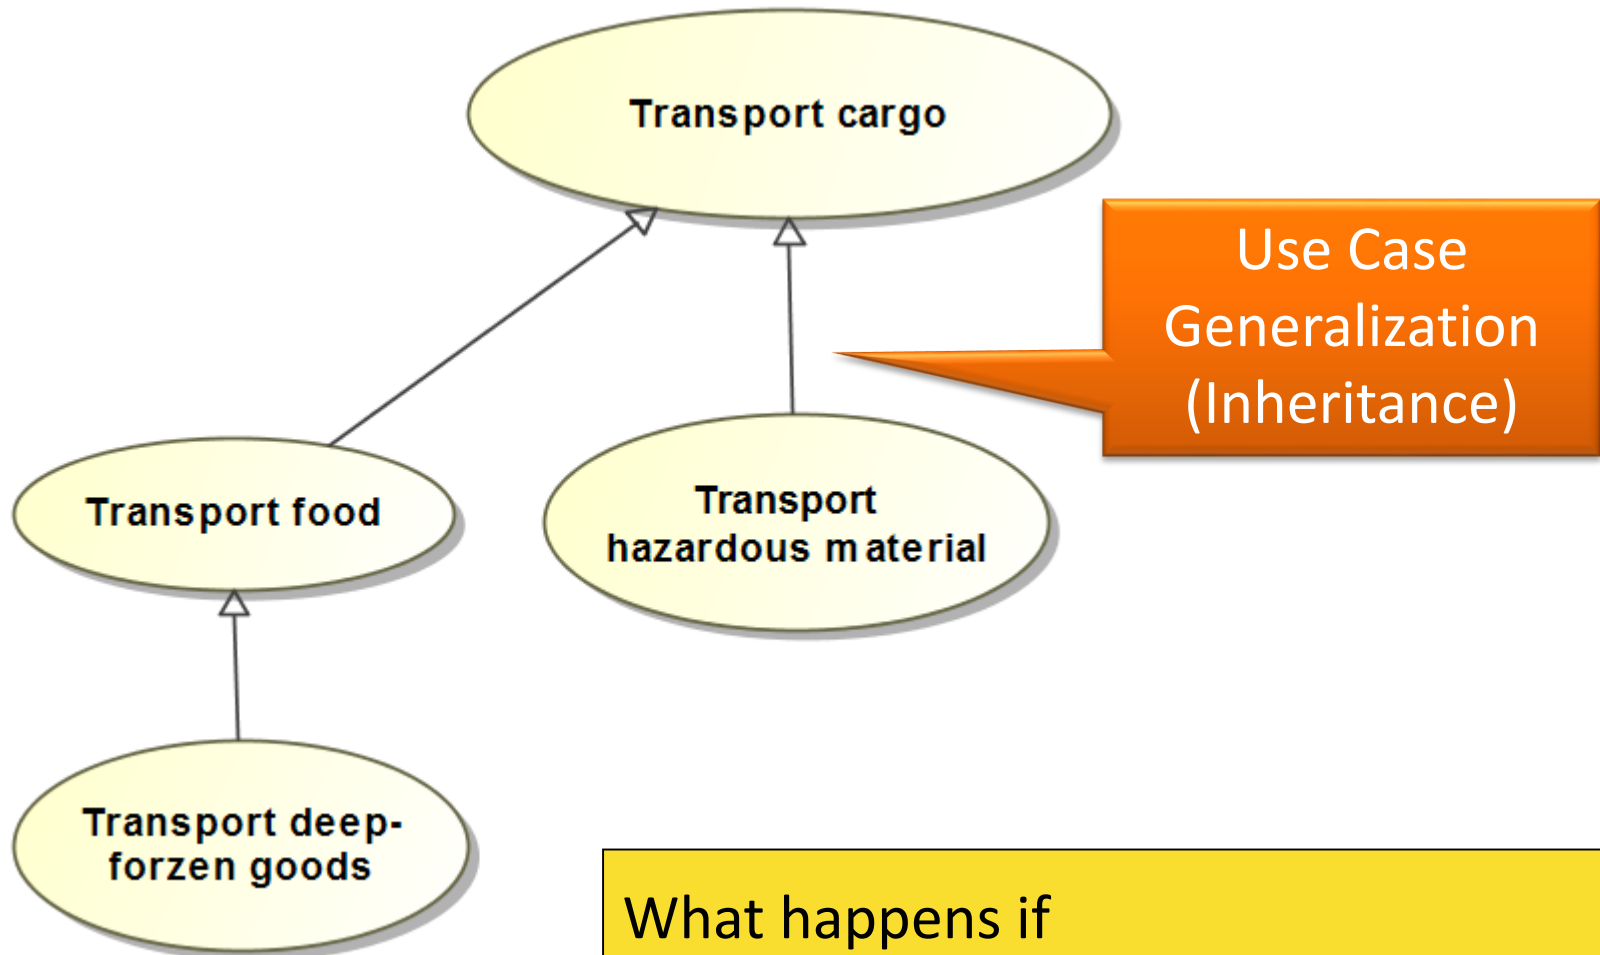 Transport cargo
Use Case
Generalization
(Inheritance)
Transport food
Transport
hazardous material
Transport deep-
forzen goods
What happens if